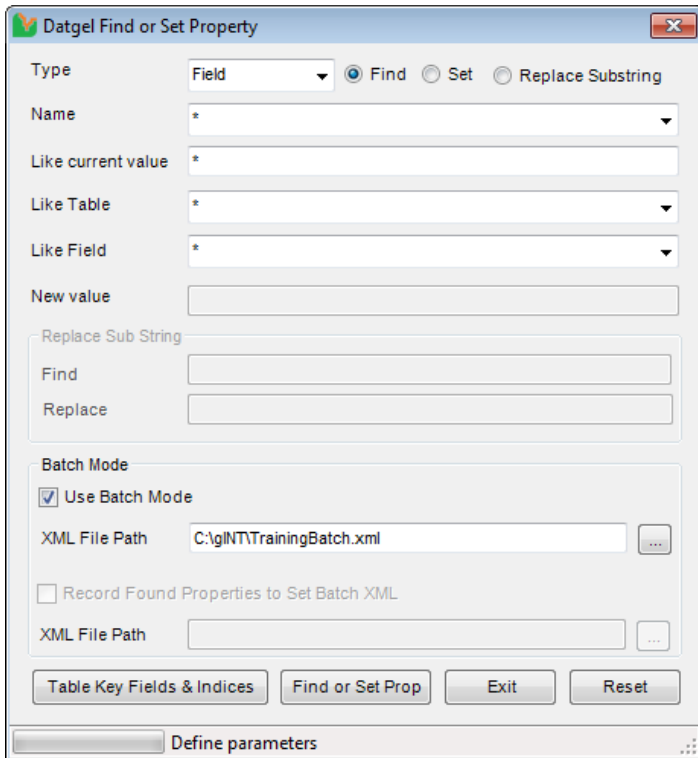 Datgel Find or Set Property
Type Field Find Set Replace Substring
Name *
Like current value *
Like Table *
Like Field *
New value
Replace Sub String
Find
Replace
Batch Mode
Use Batch Mode
XML File Path C:\gINT\TrainingBatch.xml ...
Record Found Properties to Set Batch XML
XML File Path ...
Table Key Fields & Indices Find or Set Prop Exit Reset
Define parameters